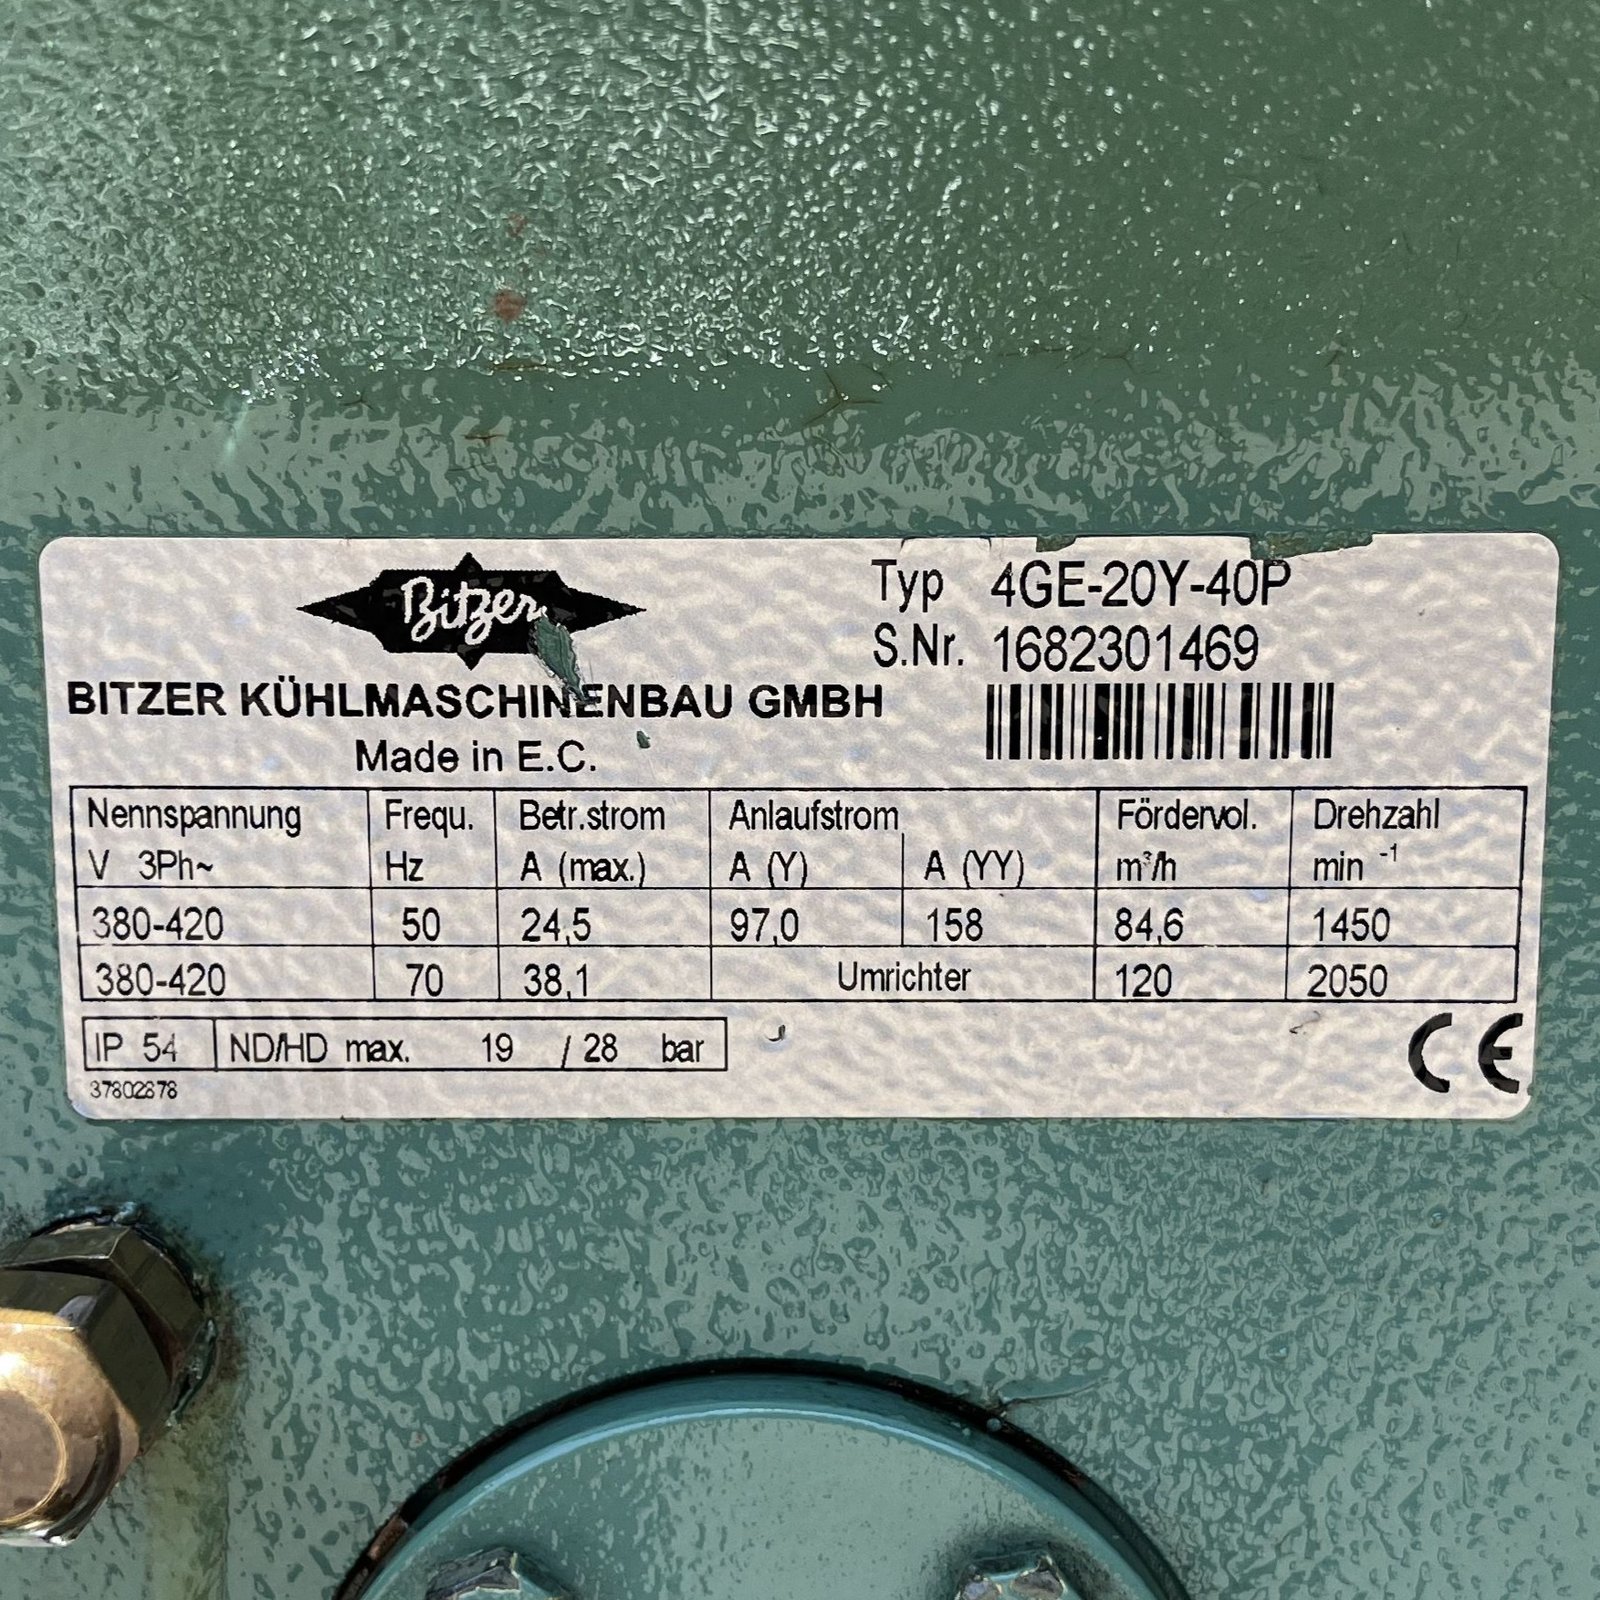 Bitzer
Typ 4GE-20Y-40P
S.Nr. 1682301469
BITZER KÜHLMASCHINENBAU GMBH
Made in E.C.
Nennspannung Frequ. Betr.strom Anlaufstrom Fördervol. Drehzahl
V 3Ph~ Hz A (max.) A (Y) A (YY) m³/h min -1
380-420 50 24,5 97,0 158 84,6 1450
380-420 70 38,1 Umrichter 120 2050
IP 54 ND/HD max. 19 / 28 bar
CE
37802878